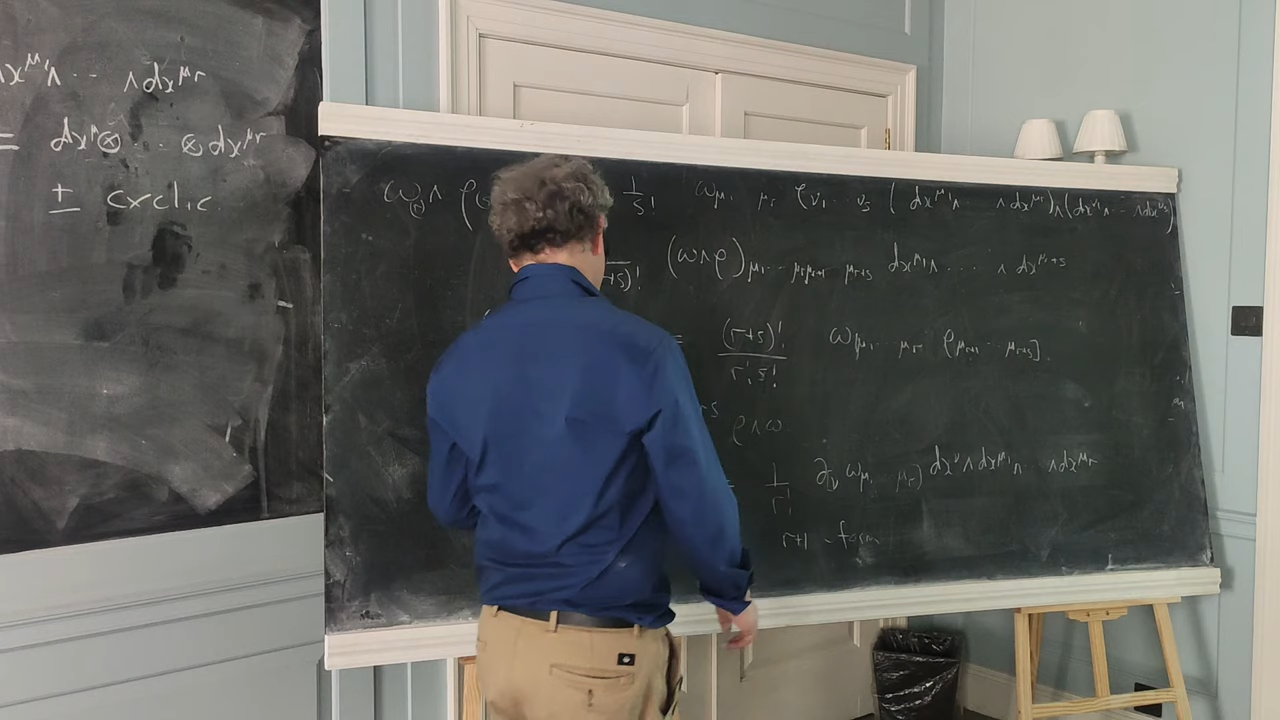 dx^{μ_1} ∧ ⋯ ∧ dx^{μ_r}
= dx^{μ} ⊗ ⋯ ⊗ dx^{μ_r}
± cyclic
ω ∧ ρ 1/s! ω_{μ_1 μ_r} ρ_{ν_1 ⋯ ν_s} (dx^{μ_1} ∧ ∧ dx^{μ_r}) ∧ (dx^{ν_1} ∧ ⋯ ∧ dx^{ν_s})
+s)! (ω∧ρ)_{μ_1 ⋯ μ_r μ_{r+1} μ_{r+s}} dx^{μ_1} ∧ ⋯ ∧ dx^{μ_{r+s}}
= (r+s)!/r!s! ω_{[μ_1 ⋯ μ_r} ρ_{μ_{r+1} ⋯ μ_{r+s}]}
rs ρ∧ω
= 1/r! ∂_{[ν} ω_{μ_1 μ_r]} dx^ν ∧ dx^{μ_1} ∧ ∧ dx^{μ_r}
r+1 - form